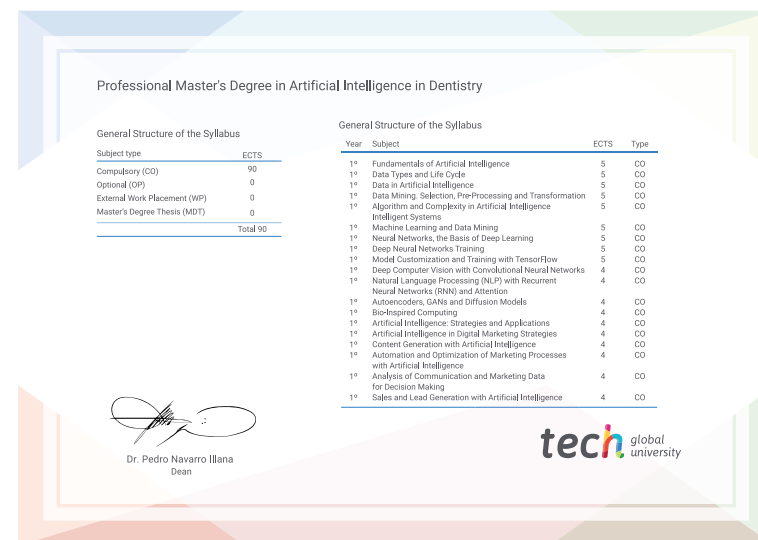 Professional Master's Degree in Artificial Intelligence in Dentistry
General Structure of the Syllabus
Subject type ECTS
Compulsory (CO) 90
Optional (OP) 0
External Work Placement (WP) 0
Master's Degree Thesis (MDT) 0
Total 90
General Structure of the Syllabus
Year Subject ECTS Type
1º Fundamentals of Artificial Intelligence 5 CO
1º Data Types and Life Cycle 5 CO
1º Data in Artificial Intelligence 5 CO
1º Data Mining. Selection, Pre-Processing and Transformation 5 CO
1º Algorithm and Complexity in Artificial Intelligence 5 CO
Intelligent Systems
1º Machine Learning and Data Mining 5 CO
1º Neural Networks, the Basis of Deep Learning 5 CO
1º Deep Neural Networks Training 5 CO
1º Model Customization and Training with TensorFlow 5 CO
1º Deep Computer Vision with Convolutional Neural Networks 4 CO
1º Natural Language Processing (NLP) with Recurrent 4 CO
Neural Networks (RNN) and Attention
1º Autoencoders, GANs and Diffusion Models 4 CO
1º Bio-Inspired Computing 4 CO
1º Artificial Intelligence: Strategies and Applications 4 CO
1º Artificial Intelligence in Digital Marketing Strategies 4 CO
1º Content Generation with Artificial Intelligence 4 CO
1º Automation and Optimization of Marketing Processes 4 CO
with Artificial Intelligence
1º Analysis of Communication and Marketing Data 4 CO
for Decision Making
1º Sales and Lead Generation with Artificial Intelligence 4 CO
Dr. Pedro Navarro Illana
Dean
tech global
university